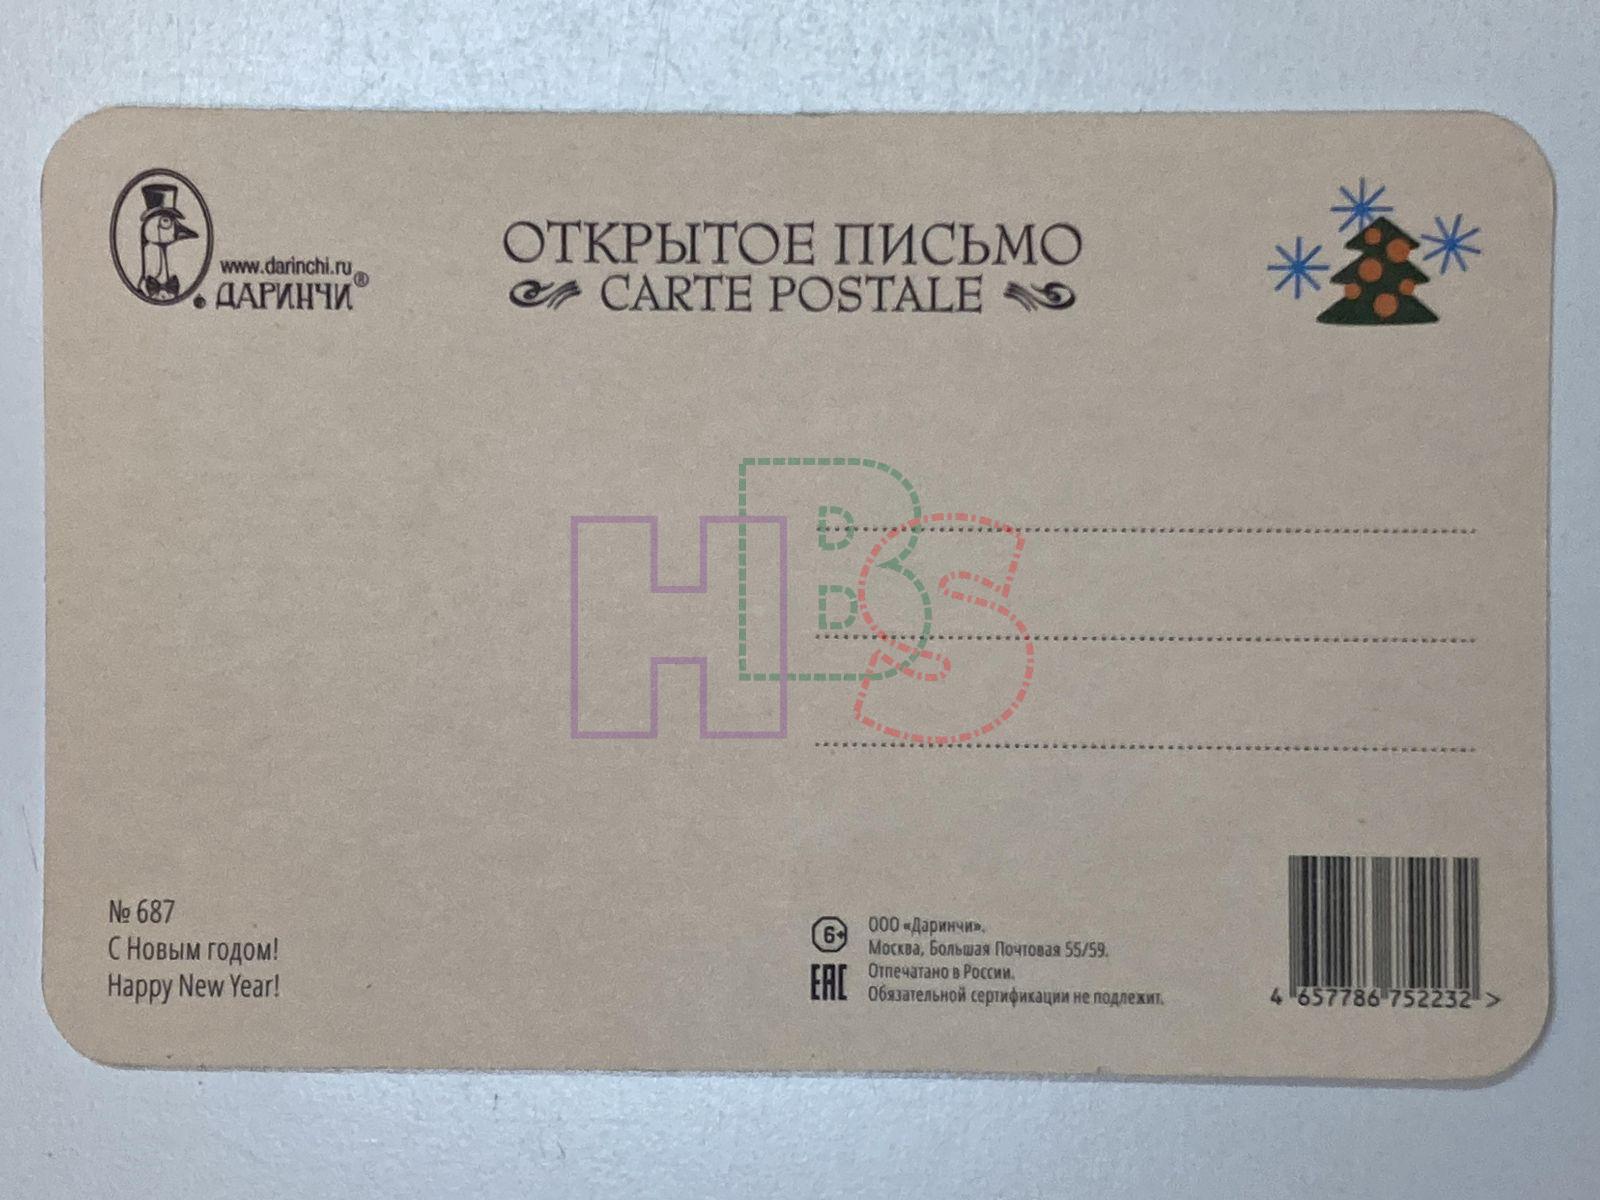 www.darinchi.ru
ДАРИНЧИ®
ОТКРЫТОЕ ПИСЬМО
CARTE POSTALE
HBS
№ 687
С Новым годом!
Happy New Year!
6+
EAC
ООО «Даринчи».
Москва, Большая Почтовая 55/59.
Отпечатано в России.
Обязательной сертификации не подлежит.
4 657786 752232 >